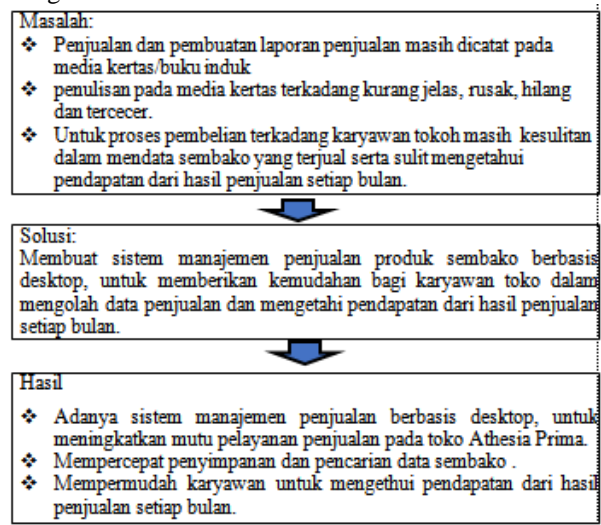 Masalah:
❖ Penjualan dan pembuatan laporan penjualan masih dicatat pada
media kertas/buku induk
❖ penulisan pada media kertas terkadang kurang jelas, rusak, hilang
dan tercecer.
❖ Untuk proses pembelian terkadang karyawan tokoh masih kesulitan
dalam mendata sembako yang terjual serta sulit mengetahui
pendapatan dari hasil penjualan setiap bulan.
Solusi:
Membuat sistem manajemen penjualan produk sembako berbasis
desktop, untuk memberikan kemudahan bagi karyawan toko dalam
mengolah data penjualan dan mengetahi pendapatan dari hasil penjualan
setiap bulan.
Hasil
❖ Adanya sistem manajemen penjualan berbasis desktop, untuk
meningkatkan mutu pelayanan penjualan pada toko Athesia Prima.
❖ Mempercepat penyimpanan dan pencarian data sembako .
❖ Mempermudah karyawan untuk mengethui pendapatan dari hasil
penjualan setiap bulan.